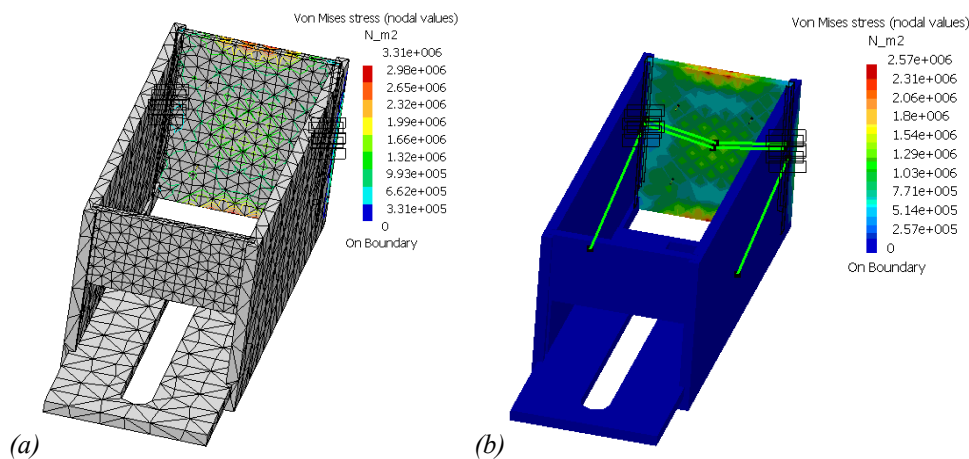 Von Mises stress (nodal values)
N_m2
3.31e+006
2.98e+006
2.65e+006
2.32e+006
1.99e+006
1.66e+006
1.32e+006
9.93e+005
6.62e+005
3.31e+005
0
On Boundary
(a)
Von Mises stress (nodal values)
N_m2
2.57e+006
2.31e+006
2.06e+006
1.8e+006
1.54e+006
1.29e+006
1.03e+006
7.71e+005
5.14e+005
2.57e+005
0
On Boundary
(b)